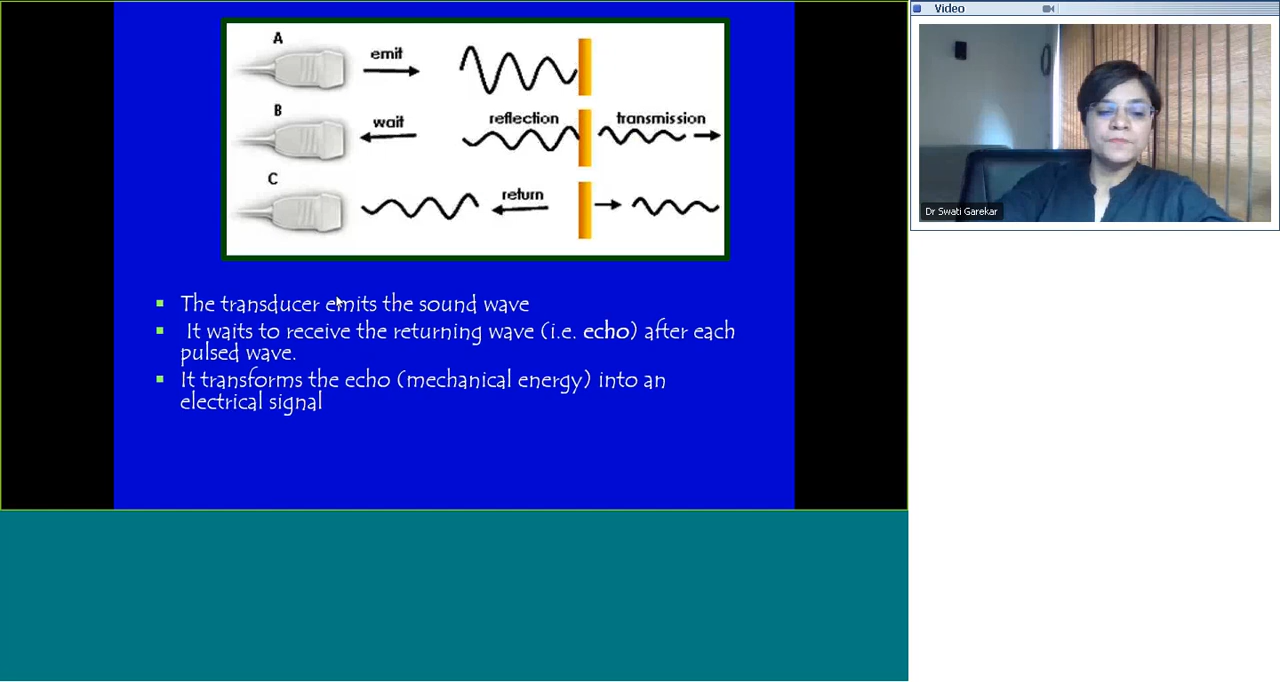 A
emit
B
wait
reflection
transmission
C
return
The transducer emits the sound wave
It waits to receive the returning wave (i.e. echo) after each
pulsed wave.
It transforms the echo (mechanical energy) into an
electrical signal
Video
Dr Swati Garekar